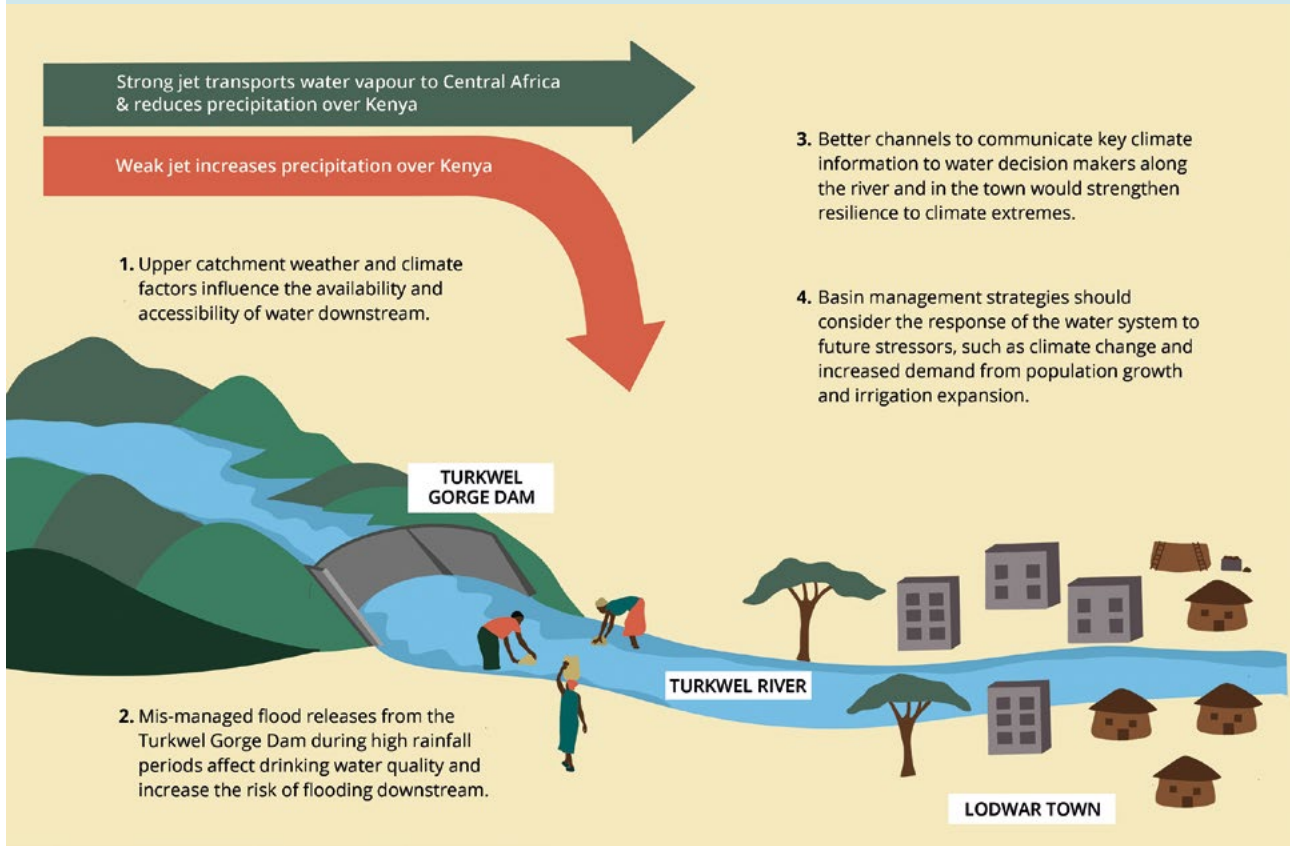 Strong jet transports water vapour to Central Africa
& reduces precipitation over Kenya
Weak jet increases precipitation over Kenya
1. Upper catchment weather and climate
factors influence the availability and
accessibility of water downstream.
3. Better channels to communicate key climate
information to water decision makers along
the river and in the town would strengthen
resilience to climate extremes.
4. Basin management strategies should
consider the response of the water system to
future stressors, such as climate change and
increased demand from population growth
and irrigation expansion.
TURKWEL
GORGE DAM
TURKWEL RIVER
2. Mis-managed flood releases from the
Turkwel Gorge Dam during high rainfall
periods affect drinking water quality and
increase the risk of flooding downstream.
LODWAR TOWN